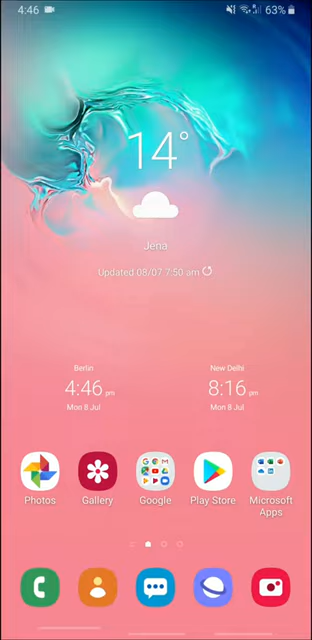 4:46 63%
14°
Jena
Updated 08/07 7:50 am
Berlin New Delhi
4:46 pm 8:16 pm
Mon 8 Jul Mon 8 Jul
Photos Gallery Google Play Store Microsoft Apps